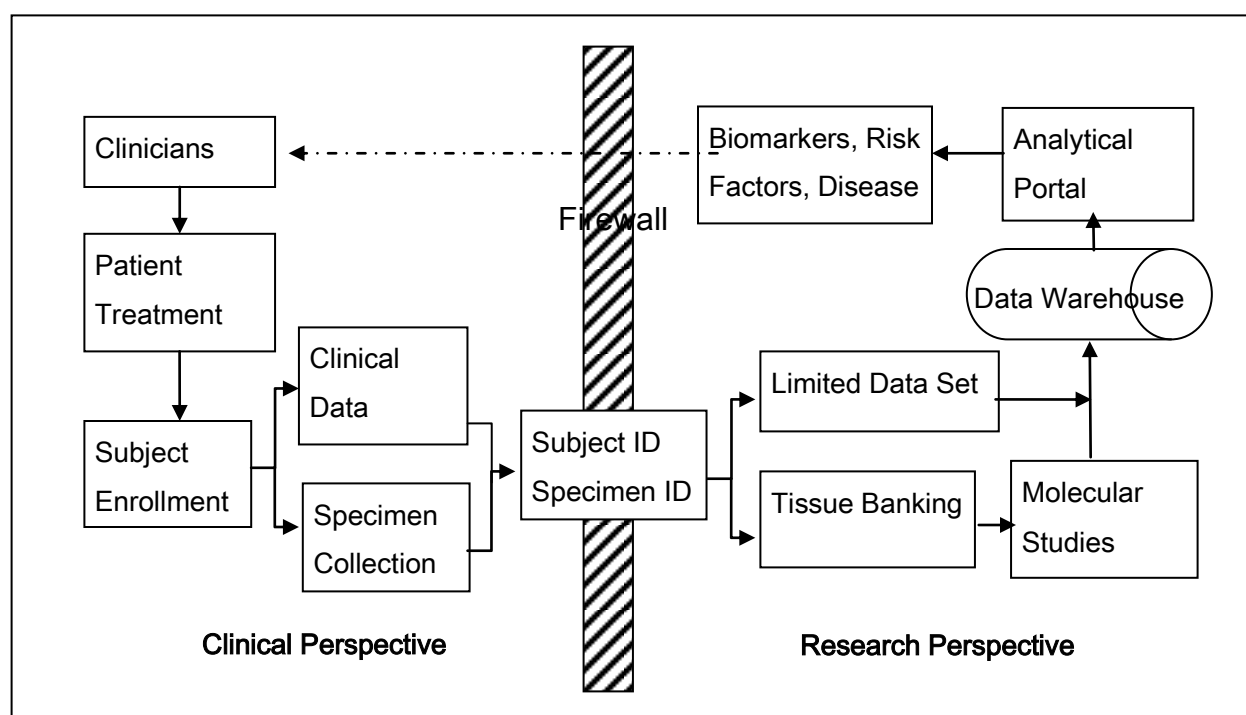 Clinicians
Patient
Treatment
Subject
Enrollment
Clinical
Data
Specimen
Collection
Firewall
Subject ID
Specimen ID
Biomarkers, Risk
Factors, Disease
Analytical
Portal
Data Warehouse
Limited Data Set
Tissue Banking
Molecular
Studies
Clinical Perspective
Research Perspective